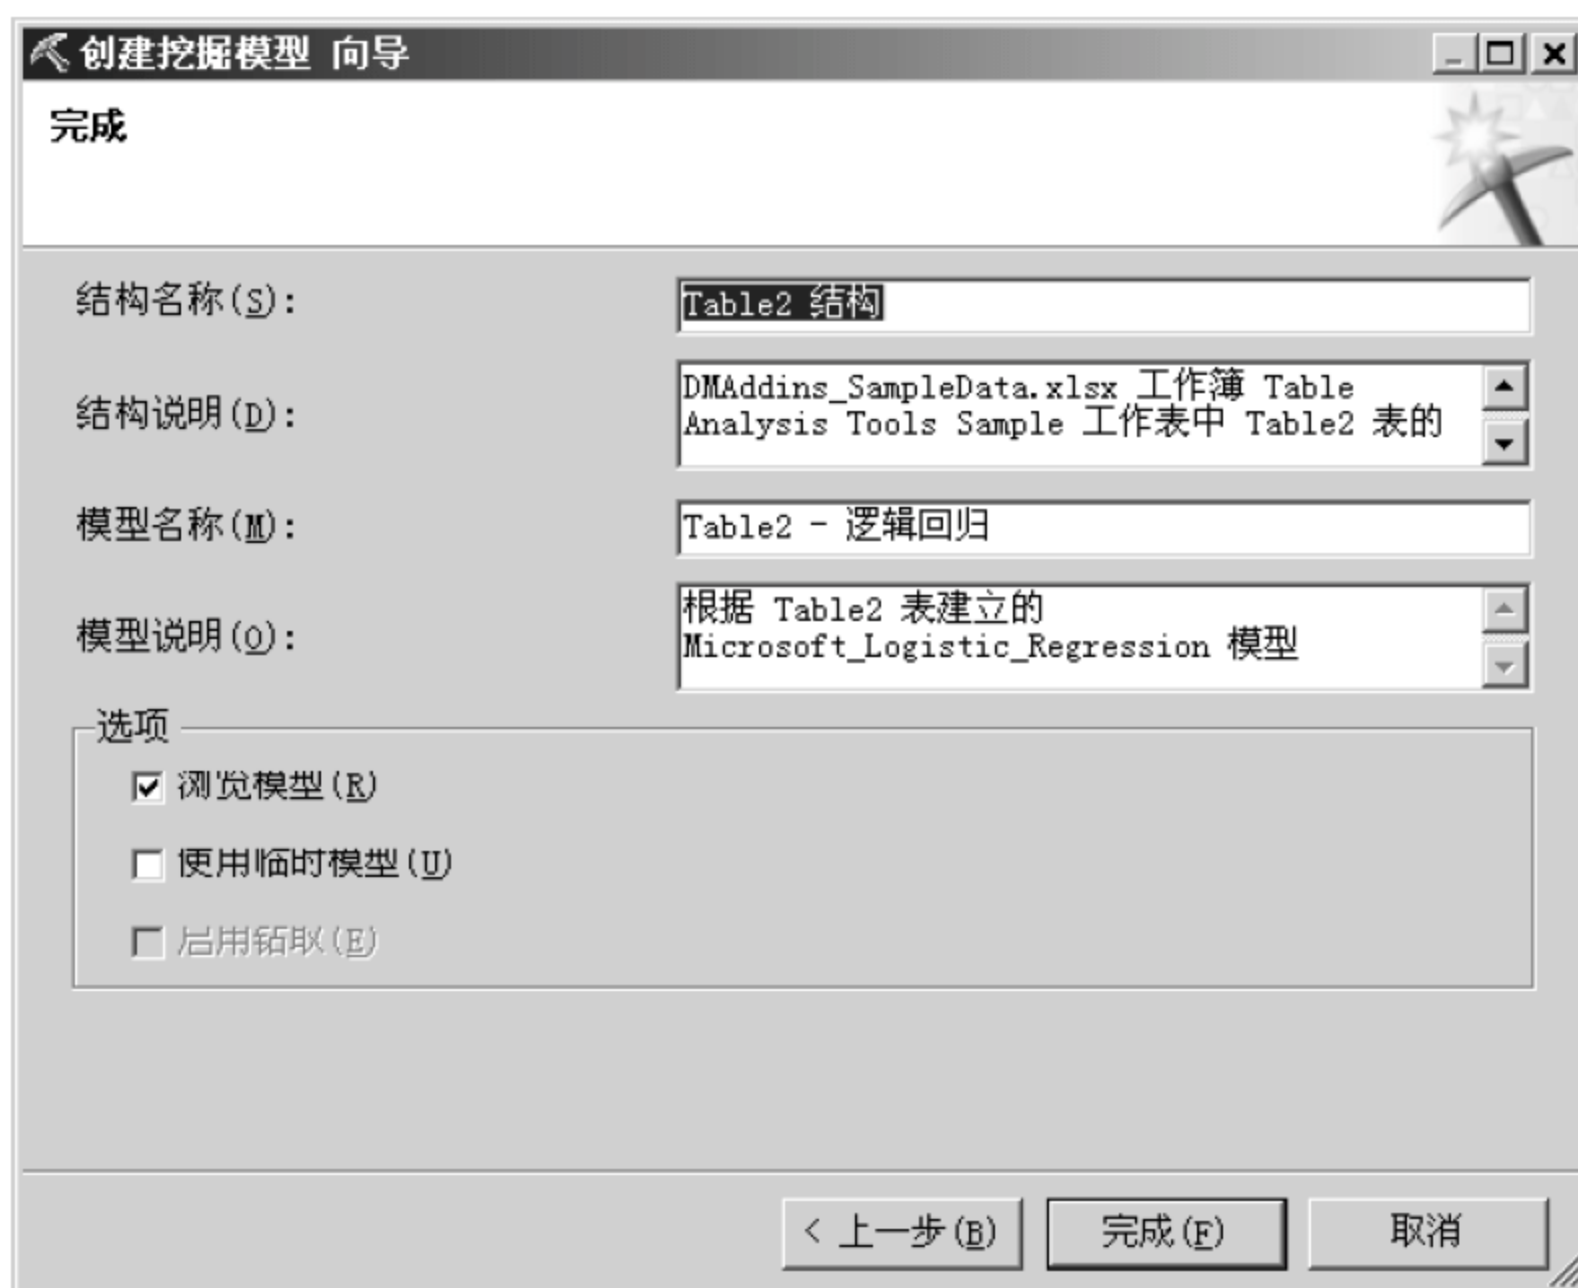 创建挖掘模型 向导
完成
结构名称(S):
Table2 结构
结构说明(D):
DMAddins_SampleData.xlsx 工作簿 Table
Analysis Tools Sample 工作表中 Table2 表的
模型名称(M):
Table2 - 逻辑回归
模型说明(O):
根据 Table2 表建立的
Microsoft_Logistic_Regression 模型
选项
浏览模型(R)
使用临时模型(U)
启用钻取(E)
< 上一步(B)
完成(F)
取消